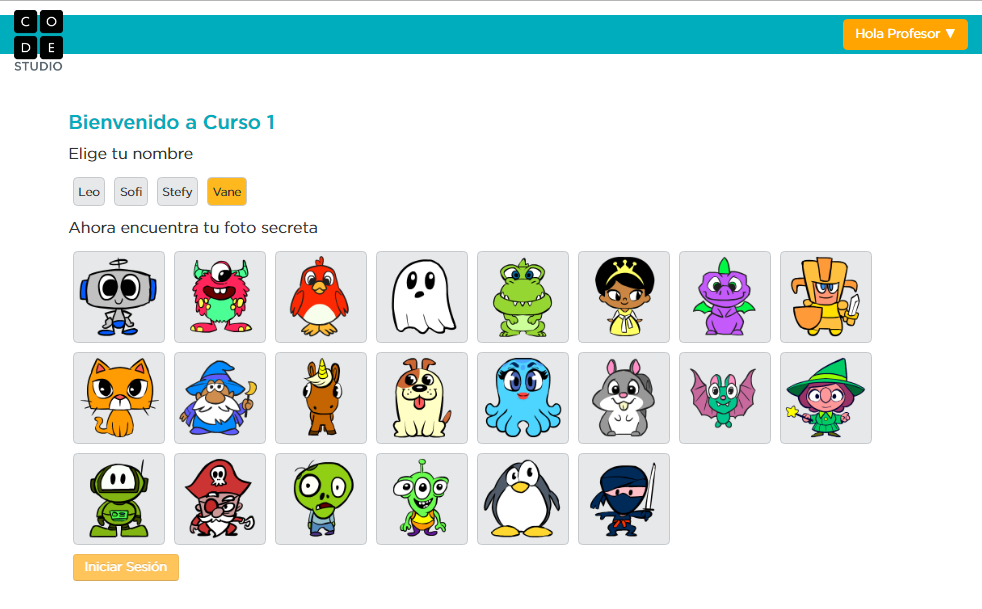 C O
D E
STUDIO
Hola Profesor ▼
Bienvenido a Curso 1
Elige tu nombre
Leo Sofi Stefy Vane
Ahora encuentra tu foto secreta
Iniciar Sesión